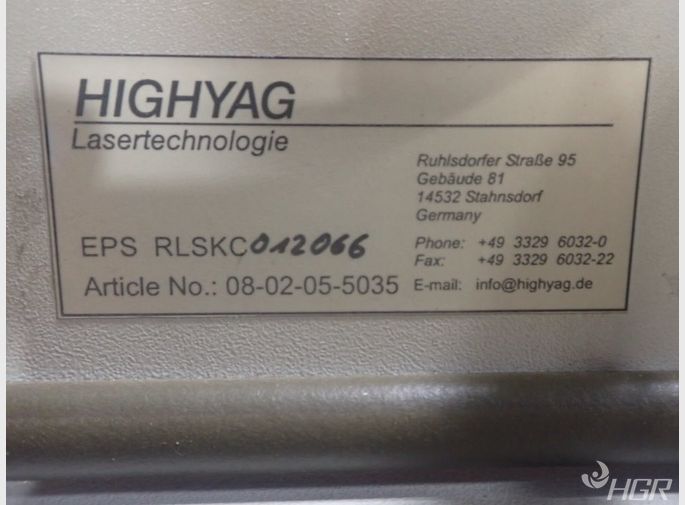 HIGHYAG
Lasertechnologie
Ruhlsdorfer Straße 95
Gebäude 81
14532 Stahnsdorf
Germany
EPS RLSKC012066
Article No.: 08-02-05-5035
Phone: +49 3329 6032-0
Fax: +49 3329 6032-22
E-mail: info@highyag.de
HGR